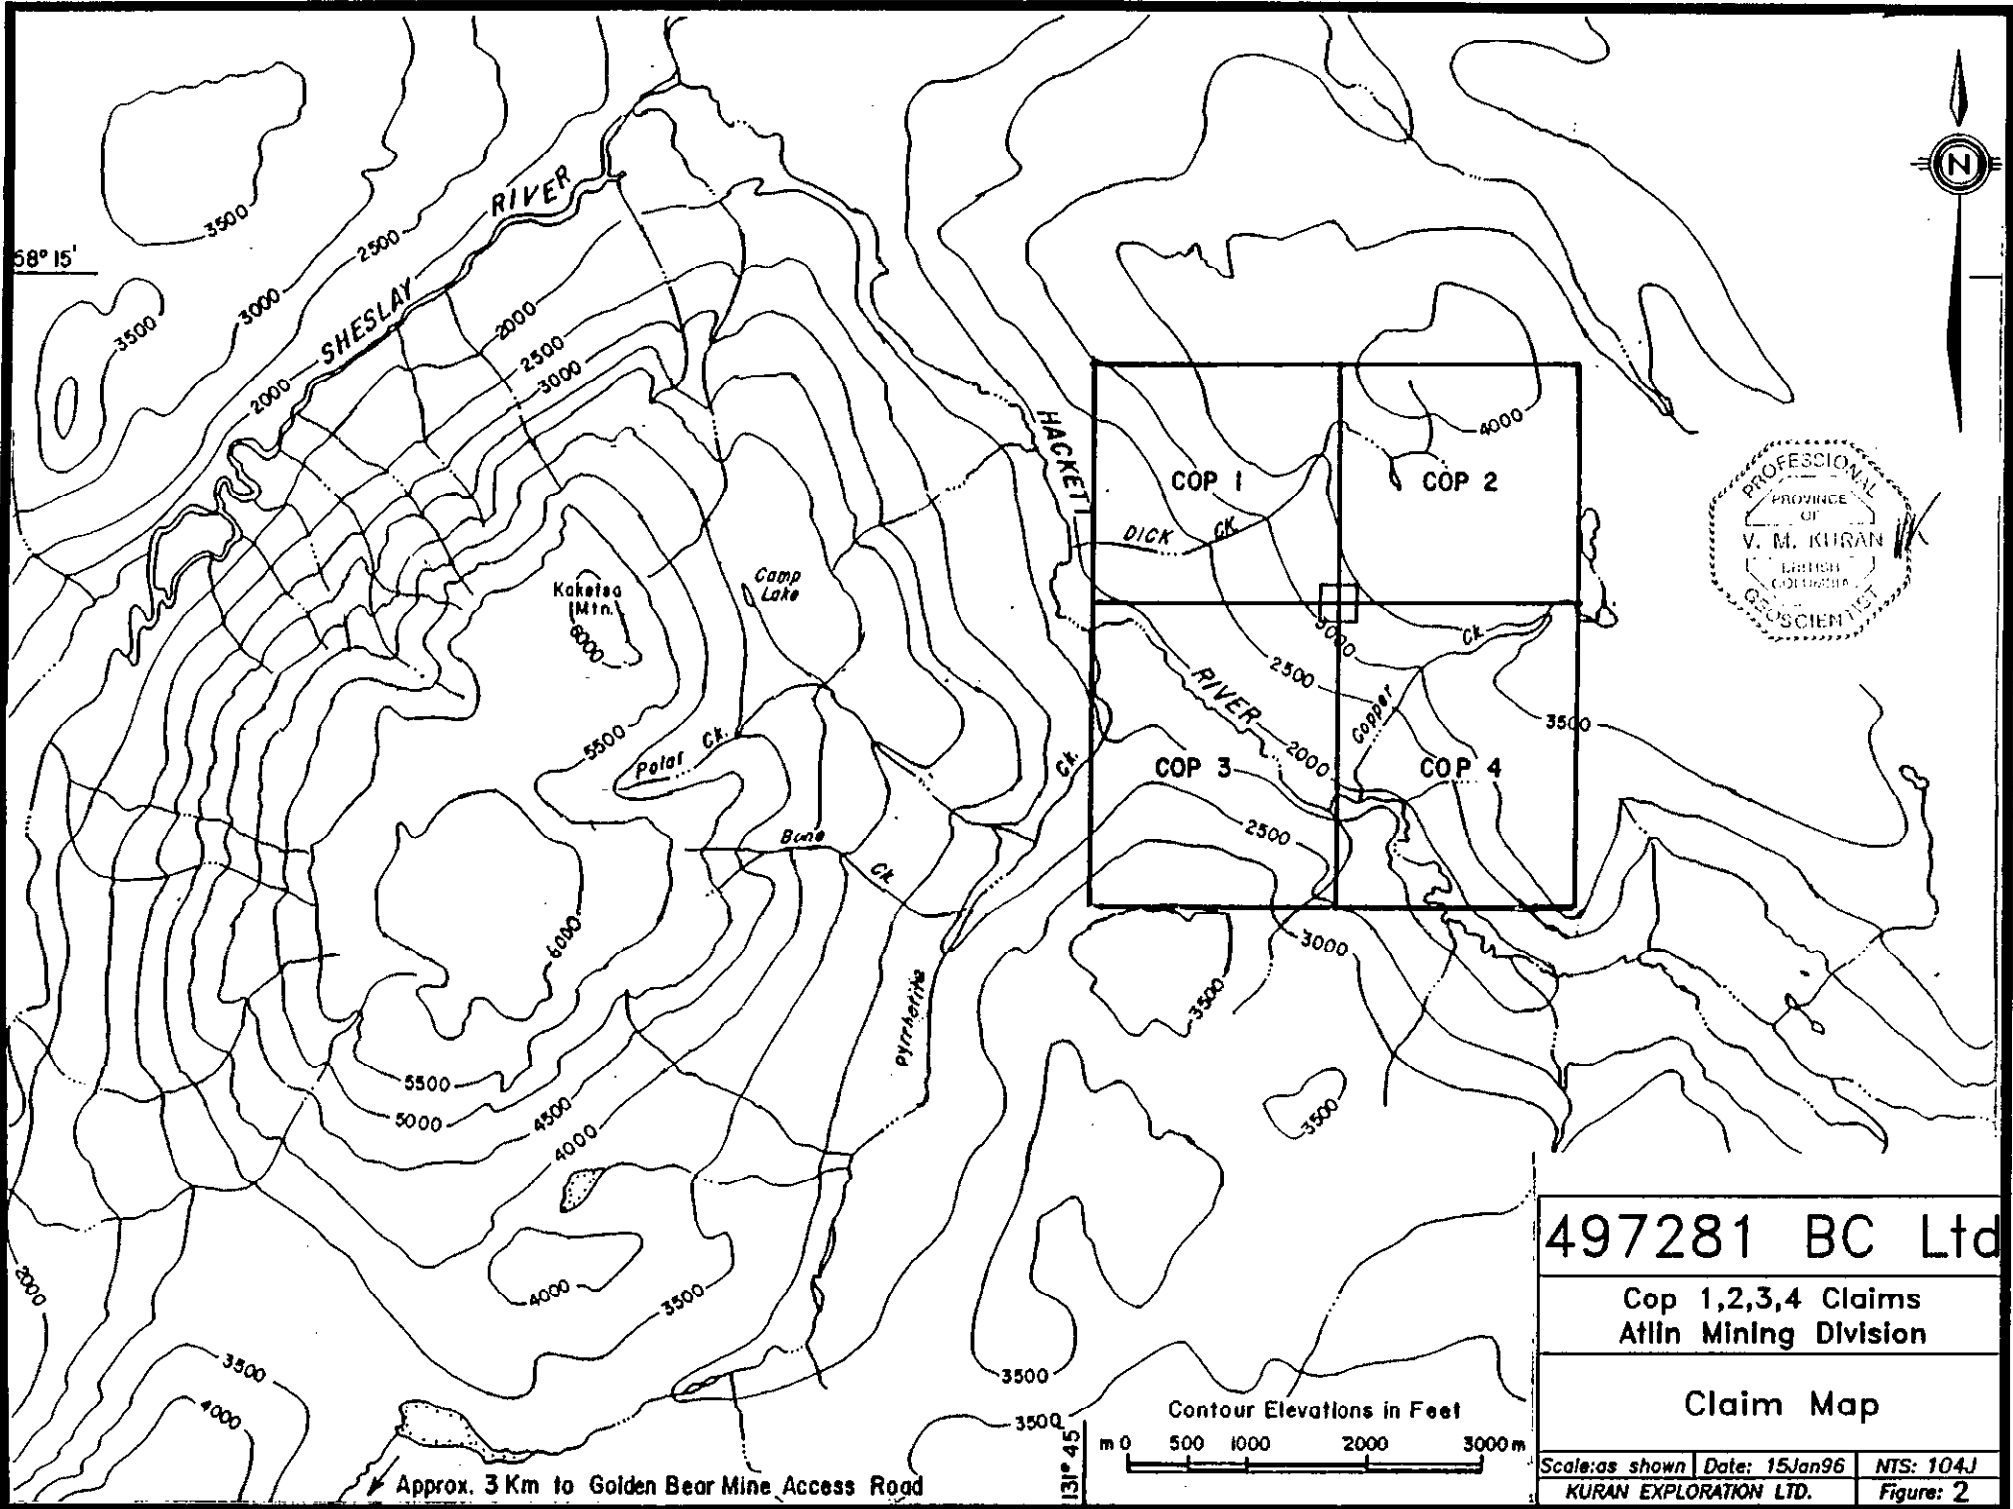 SHESLAY RIVER
58° 15'
3500
3500
2500
3000
2000
2000
2500
3000
N
HACKETT
RIVER
COP 1
COP 2
COP 3
COP 4
DICK CK.
4000
3000
2500
2000
Copper Ck.
3500
2500
3000
3500
3500
Kaketsa
Mtn.
6000
Camp
Lake
5500
Polar Ck.
Bune Ck.
Pyrrhotite Ck.
6000
5500
5000
4500
4000
4000
3500
2000
3500
4000
3500
3500
131° 45'
PROFESSIONAL
PROVINCE
OF
V. M. KURAN
BRITISH
COLUMBIA
GEOSCIENTIST
Contour Elevations in Feet
m 0 500 1000 2000 3000 m
Approx. 3 Km to Golden Bear Mine Access Road
497281 BC Ltd
Cop 1,2,3,4 Claims
Atlin Mining Division
Claim Map
Scale: as shown Date: 15Jan96 NTS: 104J
KURAN EXPLORATION LTD. Figure: 2